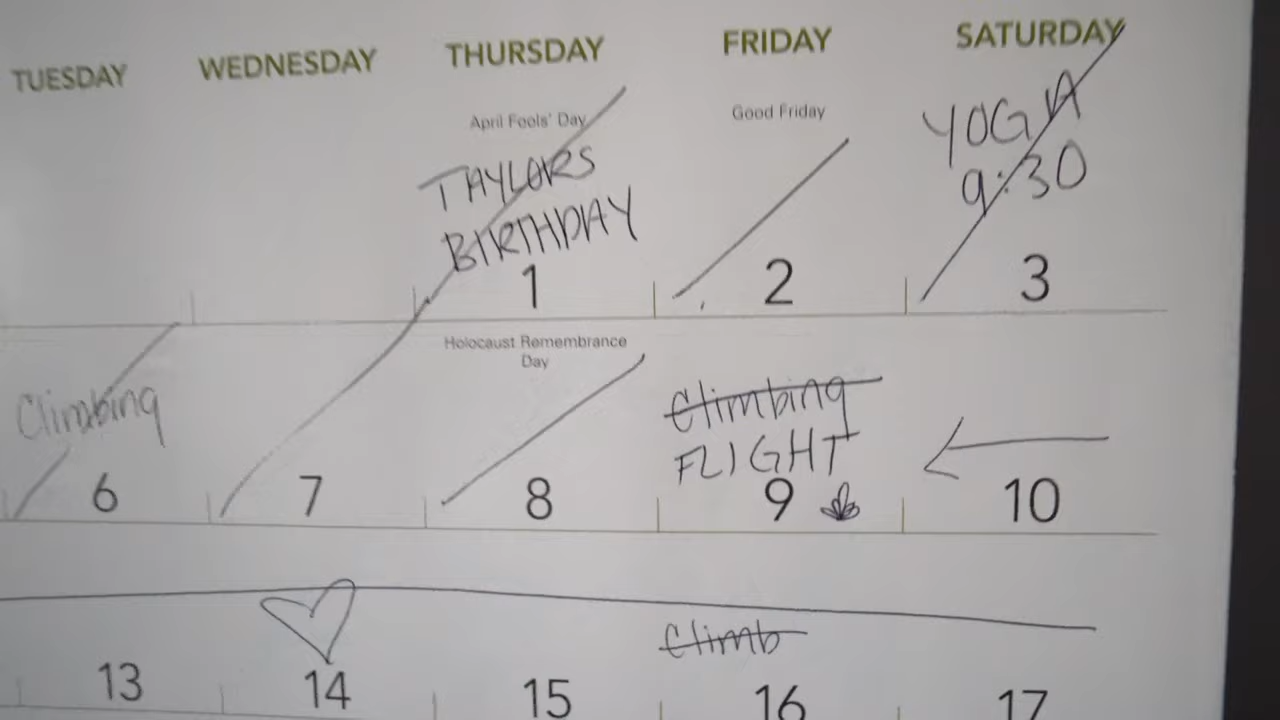 TUESDAY WEDNESDAY THURSDAY FRIDAY SATURDAY
April Fools' Day
TAYLORS
BIRTHDAY
1
Good Friday
2
YOGA
9:30
3
Climbing
6
7
Holocaust Remembrance
Day
8
Climbing
FLIGHT
9
10
13
14
15
Climb
16
17